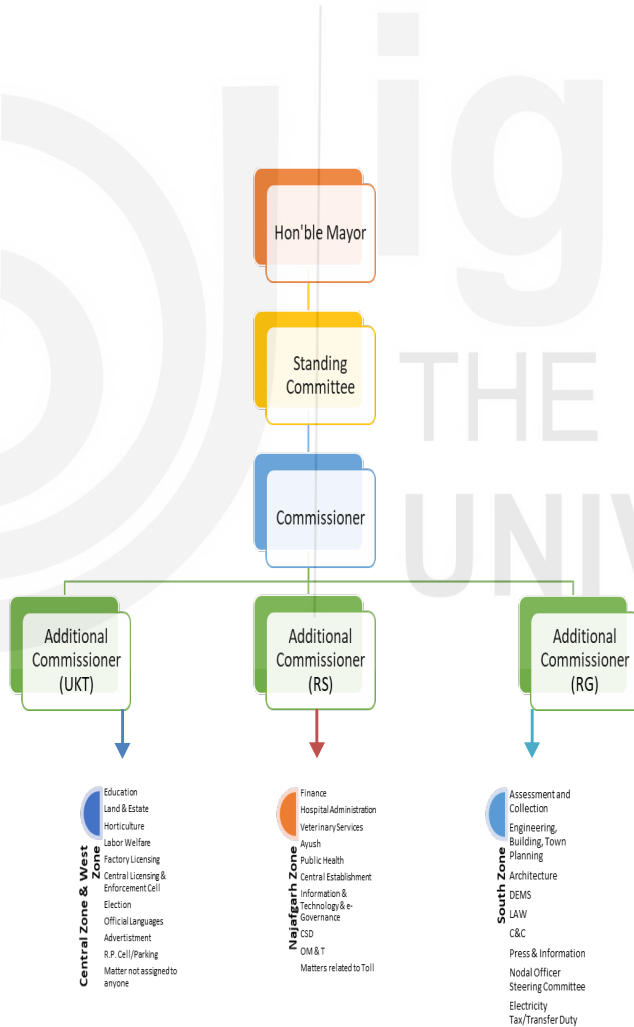 ig
THE
UNIV
Hon'ble Mayor
Standing
Committee
Commissioner
Additional
Commissioner
(UKT)
Additional
Commissioner
(RS)
Additional
Commissioner
(RG)
Central Zone & West
Zone
Education
Land & Estate
Horticulture
Labor Welfare
Factory Licensing
Central Licensing &
Enforcement Cell
Election
Official Languages
Advertistment
R.P. Cell/Parking
Matter not assigned to
anyone
Najafgarh Zone
Finance
Hospital Administration
Veterinary Services
Ayush
Public Health
Central Establishment
Information &
Technology & e-
Governance
CSD
OM & T
Matters related to Toll
South Zone
Assessment and
Collection
Engineering,
Building, Town
Planning
Architecture
DEMS
LAW
C&C
Press & Information
Nodal Officer
Steering Committee
Electricity
Tax/Transfer Duty